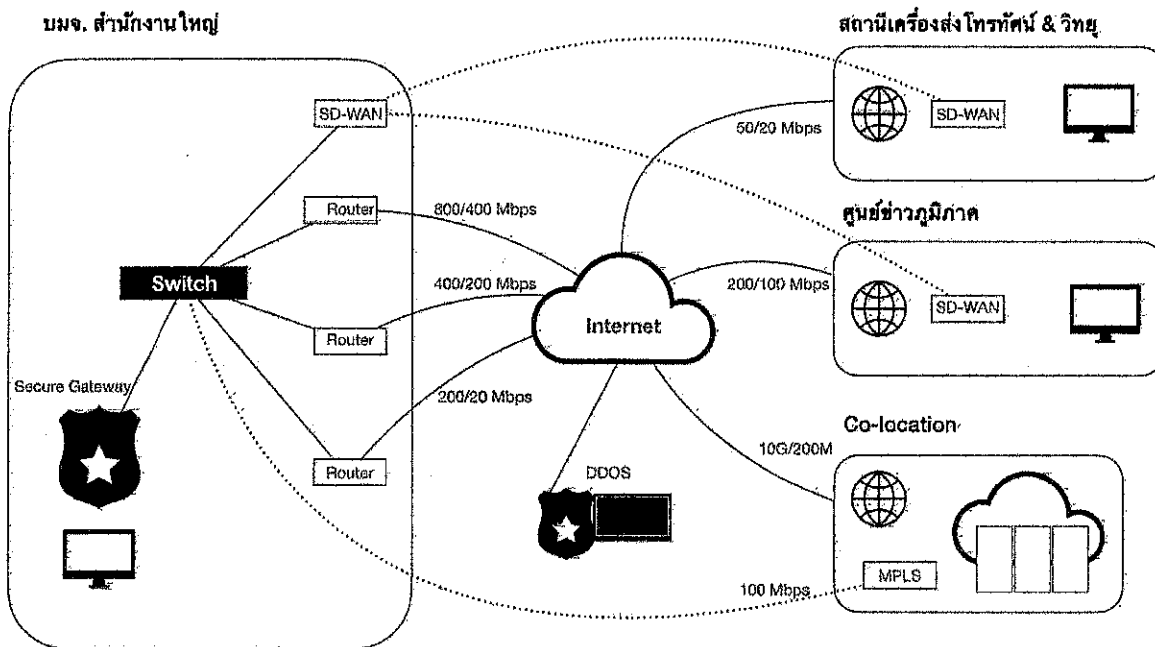 บมจ. สำนักงานใหญ่
สถานีเครื่องส่งโทรทัศน์ & วิทยุ
SD-WAN
SD-WAN
50/20 Mbps
Router
800/400 Mbps
ศูนย์ข่าวภูมิภาค
Switch
400/200 Mbps
200/100 Mbps
SD-WAN
Internet
Router
Secure Gateway
200/20 Mbps
Co-location
10G/200M
Router
DDOS
MPLS
100 Mbps